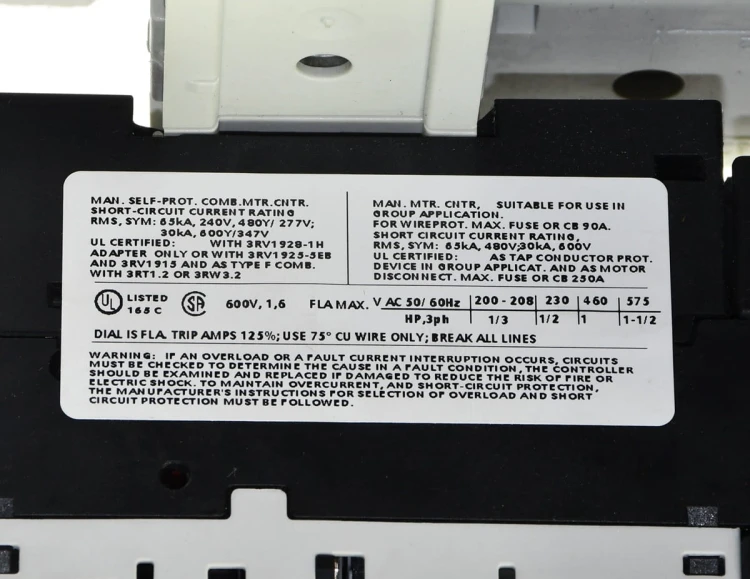 MAN. SELF-PROT. COMB.MTR.CNTR.
SHORT-CIRCUIT CURRENT RATING
RMS, SYM: 65kA, 240V, 480Y/ 277V;
30kA, 600Y/347V
UL CERTIFIED: WITH 3RV1928-1H
ADAPTER ONLY OR WITH 3RV1925-5EB
AND 3RV1915 AND AS TYPE F COMB.
WITH 3RT1.2 OR 3RW3.2
MAN. MTR. CNTR, SUITABLE FOR USE IN
GROUP APPLICATION.
FOR WIREPROT. MAX. FUSE OR CB 90A.
SHORT CIRCUIT CURRENT RATING,
RMS, SYM: 65kA, 480V;30kA, 600V
UL CERTIFIED: AS TAP CONDUCTOR PROT.
DEVICE IN GROUP APPLICAT. AND AS MOTOR
DISCONNECT. MAX. FUSE OR CB 250A
UL LISTED 165C SA 600V, 1,6 FLA MAX. V AC 50/ 60Hz 200 - 208 230 460 575
HP,3ph 1/3 1/2 1 1-1/2
DIAL IS FLA. TRIP AMPS 125%; USE 75° CU WIRE ONLY; BREAK ALL LINES
WARNING: IF AN OVERLOAD OR A FAULT CURRENT INTERRUPTION OCCURS, CIRCUITS
MUST BE CHECKED TO DETERMINE THE CAUSE IN A FAULT CONDITION, THE CONTROLLER
SHOULD BE EXAMINED AND REPLACED IF DAMAGED TO REDUCE THE RISK OF FIRE OR
ELECTRIC SHOCK. TO MAINTAIN OVERCURRENT, AND SHORT-CIRCUIT PROTECTION,
THE MANUFACTURER'S INSTRUCTIONS FOR SELECTION OF OVERLOAD AND SHORT
CIRCUIT PROTECTION MUST BE FOLLOWED.